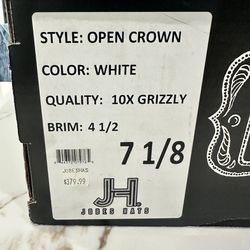 STYLE: OPEN CROWN
COLOR: WHITE
QUALITY: 10X GRIZZLY
BRIM: 4 1/2
7 1/8
JOBESHAS
$379.99
JH.
JOBES HATS